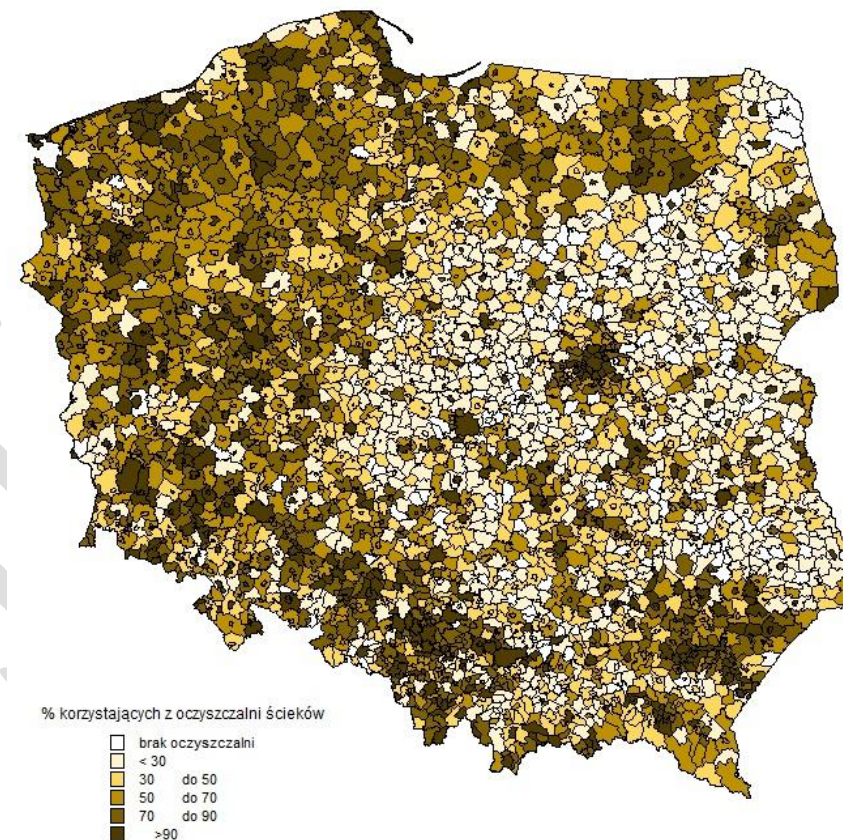 % korzystających z oczyszczalni ścieków
brak oczyszczalni
< 30
30 do 50
50 do 70
70 do 90
>90